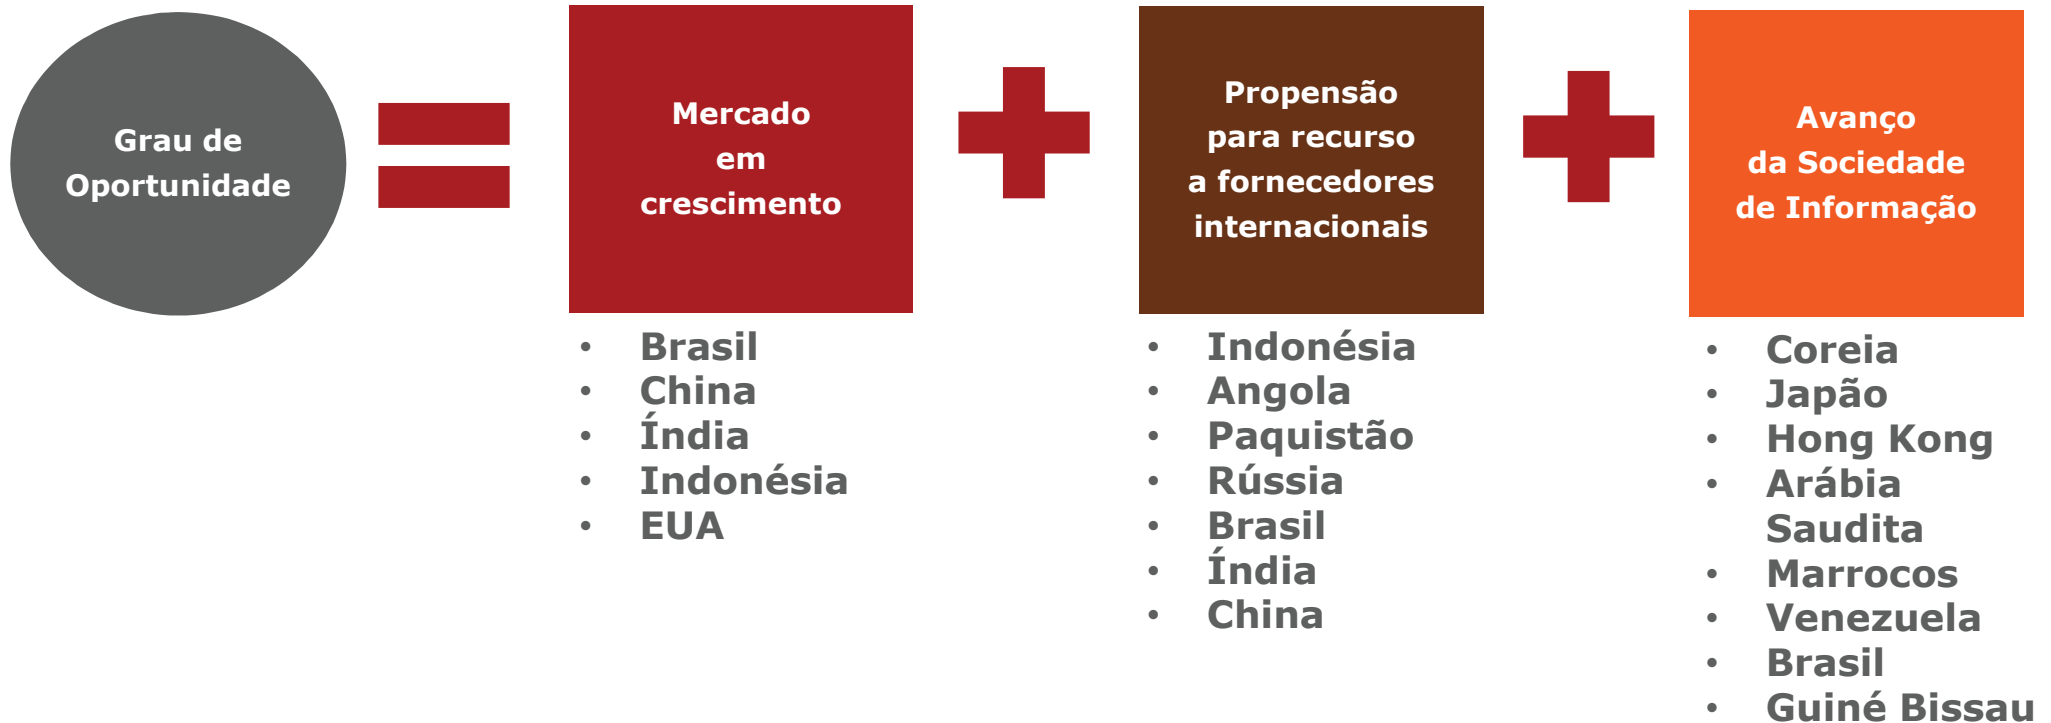 Grau de
Oportunidade
Mercado
em
crescimento
Propensão
para recurso
a fornecedores
internacionais
Avanço
da Sociedade
de Informação
• Brasil
• China
• Índia
• Indonésia
• EUA
• Indonésia
• Angola
• Paquistão
• Rússia
• Brasil
• Índia
• China
• Coreia
• Japão
• Hong Kong
• Arábia
Saudita
• Marrocos
• Venezuela
• Brasil
• Guiné Bissau